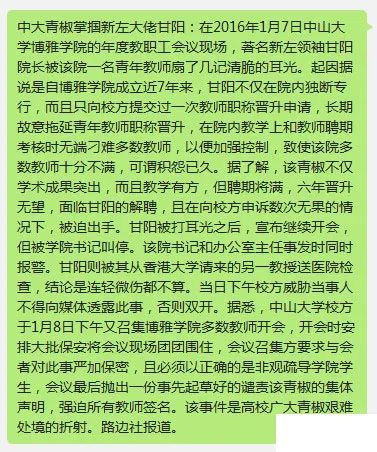 中大青椒掌掴新左大佬甘阳：在2016年1月7日中山大
学博雅学院的年度教职工会议现场，著名新左领袖甘阳
院长被该院一名青年教师扇了几记清脆的耳光。起因据
说是自博雅学院成立近7年来，甘阳不仅在院内独断专
行，而且只向校方提交过一次教师职称晋升申请，长期
故意拖延青年教师职称晋升，在院内教学上和教师聘期
考核时无端刁难多数教师，以便加强控制，致使该院多
数教师十分不满，可谓积怨已久。据了解，该青椒不仅
学术成果突出，而且教学有方，但聘期将满，六年晋升
无望，面临甘阳的解聘，且在向校方申诉数次无果的情
况下，被迫出手。甘阳被打耳光之后，宣布继续开会，
但被学院书记叫停。该院书记和办公室主任事发时同时
报警。甘阳则被其从香港大学请来的另一教授送医院检
查，结论是连轻微伤都不算。当日下午校方威胁当事人
不得向媒体透露此事，否则双开。据悉，中山大学校方
于1月8日下午又召集博雅学院多数教师开会，开会时安
排大批保安将会议现场团团围住，会议召集方要求与会
者对此事严加保密，且必须以正确的是非观疏导学院学
生，会议最后抛出一份事先起草好的谴责该青椒的集体
声明，强迫所有教师签名。该事件是高校广大青椒艰难
处境的折射。路边社报道。